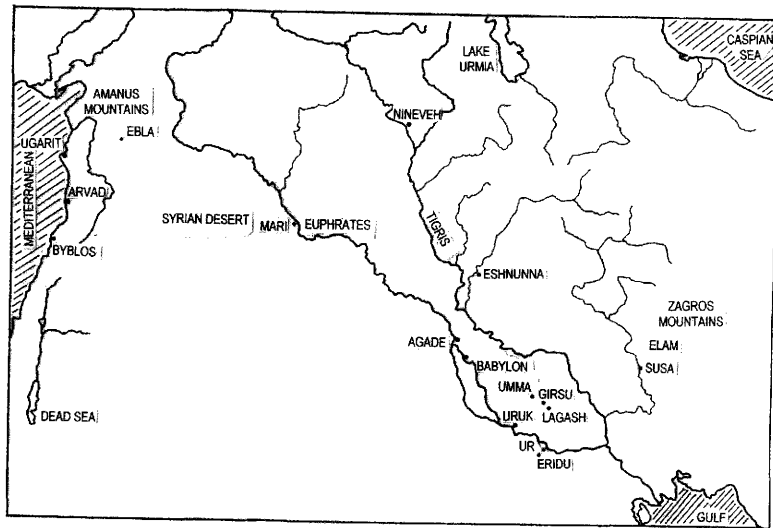 CASPIAN
SEA
LAKE
URMIA
AMANUS
MOUNTAINS
NINEVEH
EBLA
UGARIT
MEDITERRANEAN
ARVAD
SYRIAN DESERT
MARI
EUPHRATES
TIGRIS
BYBLOS
ESHNUNNA
ZAGROS
MOUNTAINS
AGADE
ELAM
BABYLON
SUSA
UMMA
GIRSU
LAGASH
DEAD SEA
URUK
UR
ERIDU
GULF